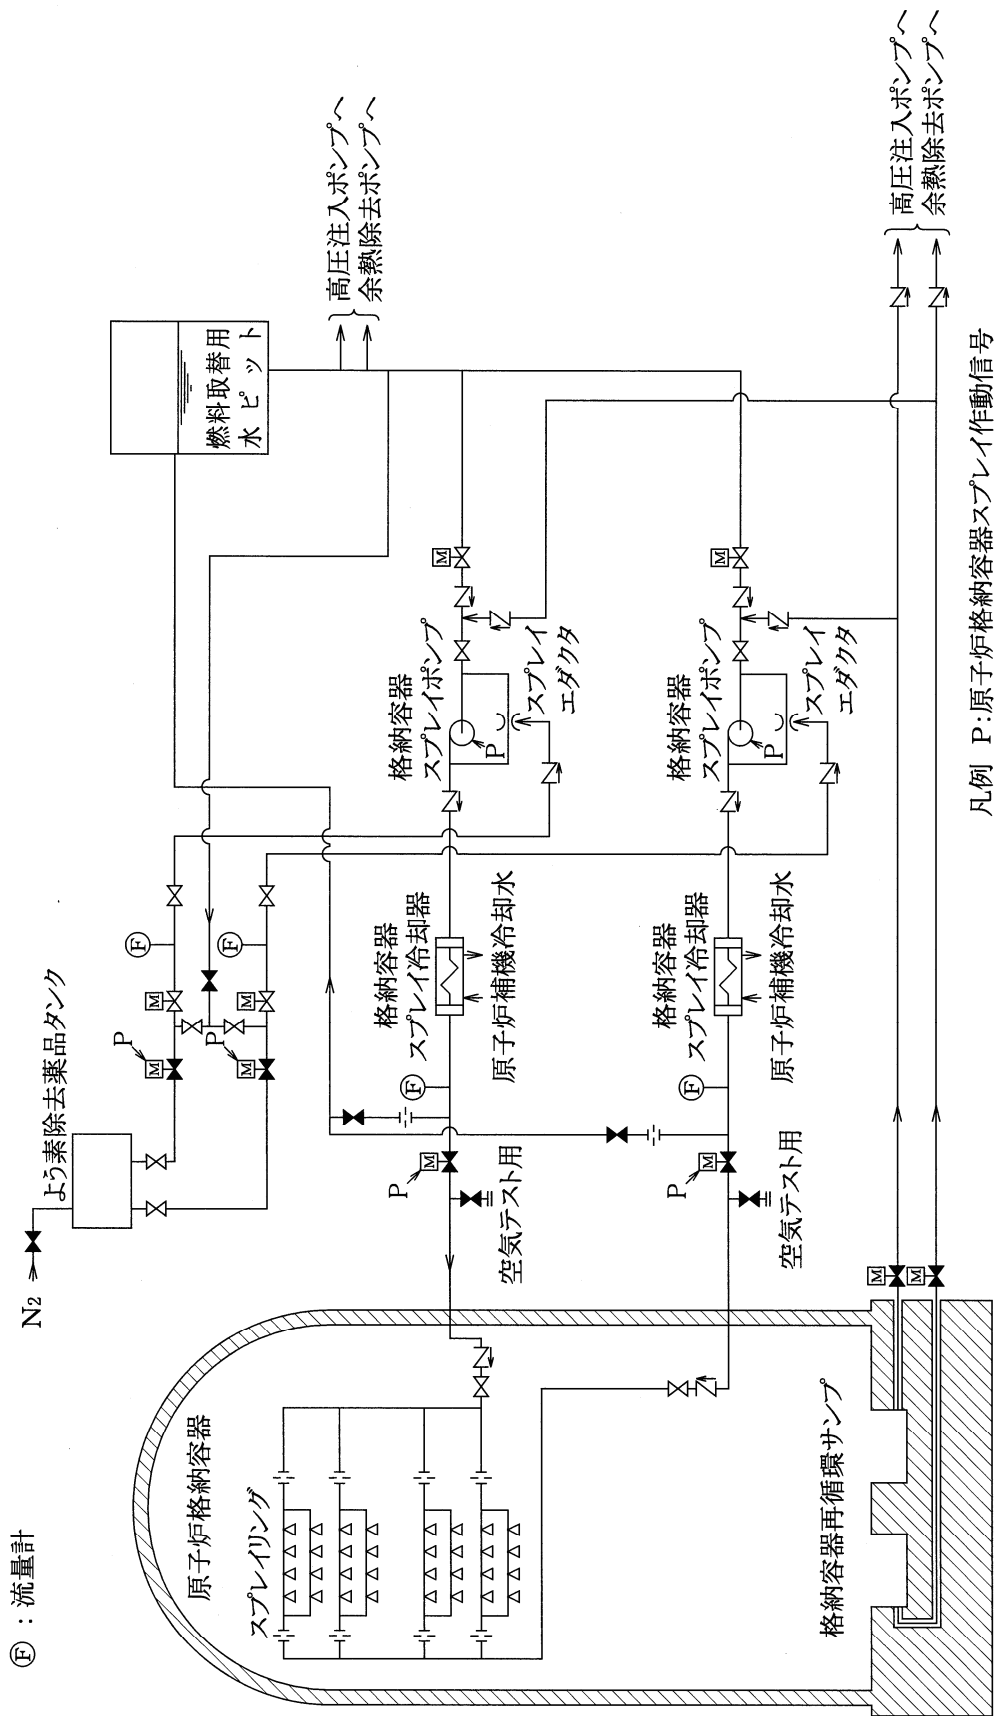 Ⓕ：流量計
N2
よう素除去薬品タンク
P
M
F
P
M
M
F
M
燃料取替用
水ピット
高圧注入ポンプへ
余熱除去ポンプへ
原子炉格納容器
スプレイリング
P
M
空気テスト用
F
格納容器
スプレイ冷却器
原子炉補機冷却水
格納容器
スプレイポンプ
P
スプレイ
エダクタ
M
P
M
空気テスト用
F
格納容器
スプレイ冷却器
原子炉補機冷却水
格納容器
スプレイポンプ
P
スプレイ
エダクタ
M
格納容器再循環サンプ
M
M
高圧注入ポンプへ
余熱除去ポンプへ
凡例　P：原子炉格納容器スプレイ作動信号